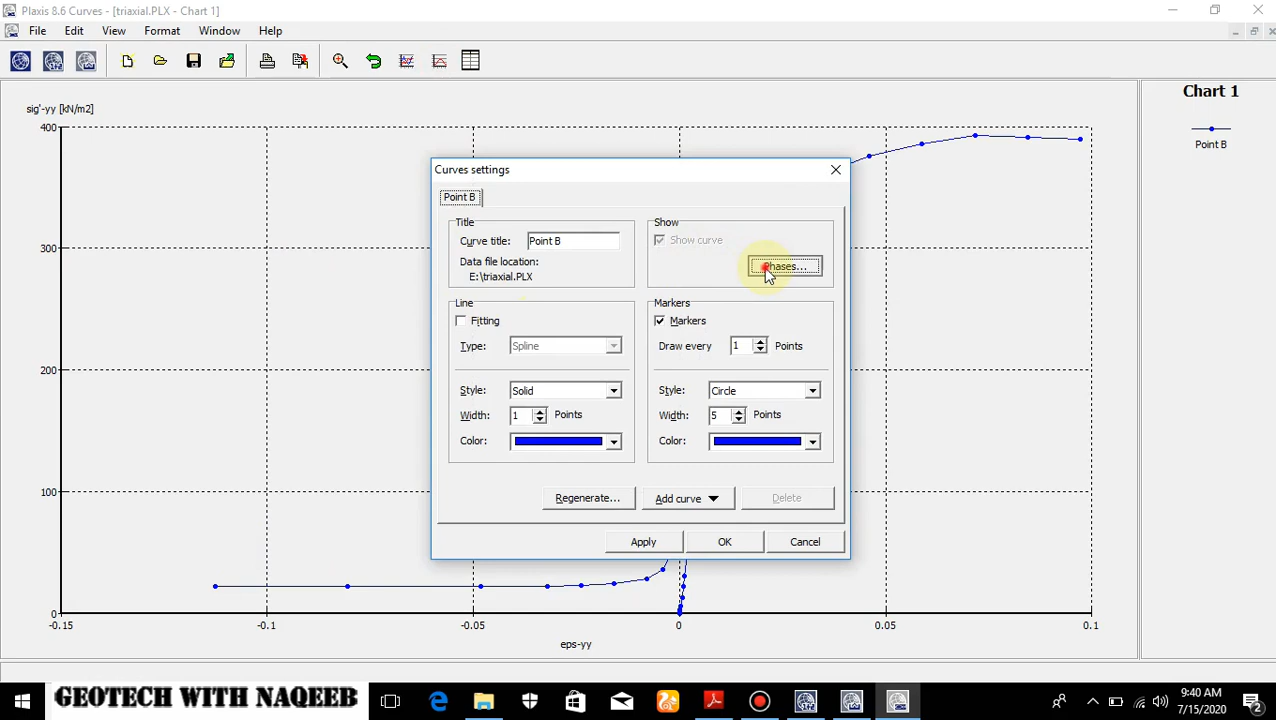 Plaxis 8.6 Curves - [triaxial.PLX - Chart 1]
File Edit View Format Window Help
Chart 1
sig'-yy [kN/m2]
400
Point B
Curves settings
Point B
Title
Curve title: Point B
Data file location:
E:\triaxial.PLX
Show
Show curve
Phases...
300
Line
Fitting
Type: Spline
Style: Solid
Width: 1 Points
Color:
Markers
Markers
Draw every 1 Points
Style: Circle
Width: 5 Points
Color:
200
100
Regenerate... Add curve Delete
Apply OK Cancel
0
-0.15 -0.1 -0.05 0 0.05 0.1
eps-yy
GEOTECH WITH NAQEEB
9:40 AM
7/15/2020
2